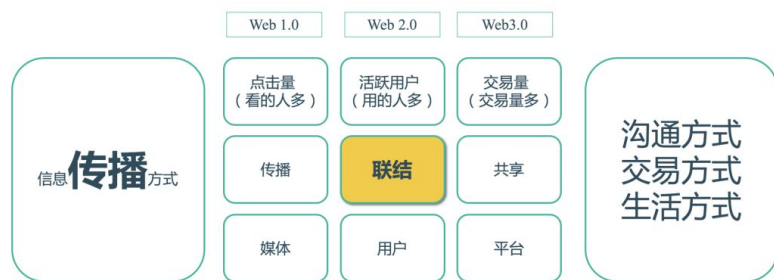 Web 1.0
Web 2.0
Web3.0
点击量
（看的人多）
活跃用户
（用的人多）
交易量
（交易量多）
信息传播方式
传播
联结
共享
媒体
用户
平台
沟通方式
交易方式
生活方式